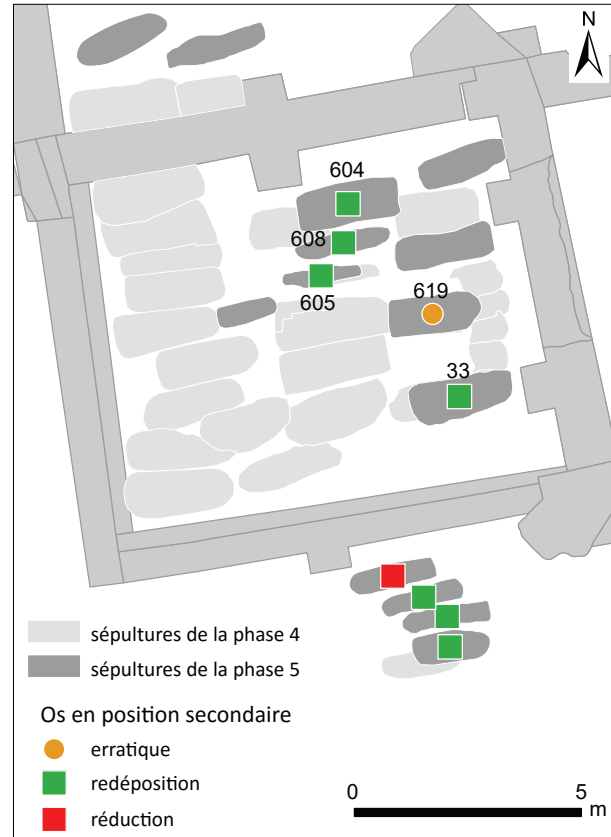 N
604
608
605
619
33
sépultures de la phase 4
sépultures de la phase 5
Os en position secondaire
erratique
redéposition
réduction
0 5
m